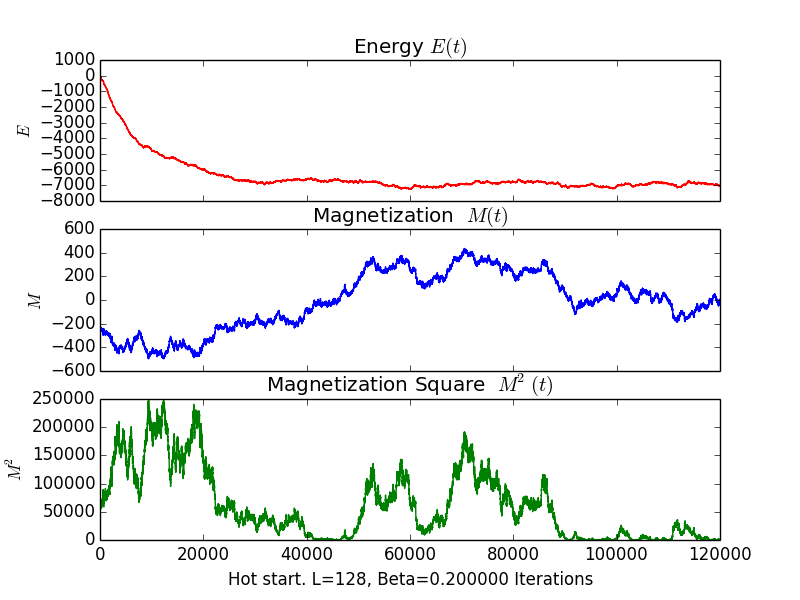 Energy E(t)
1000
0
−1000
−2000
−3000
−4000
−5000
−6000
−7000
−8000
E
Magnetization M(t)
600
400
200
0
−200
−400
−600
M
Magnetization Square M² (t)
250000
200000
150000
100000
50000
0
M²
0 20000 40000 60000 80000 100000 120000
Hot start. L=128, Beta=0.200000 Iterations